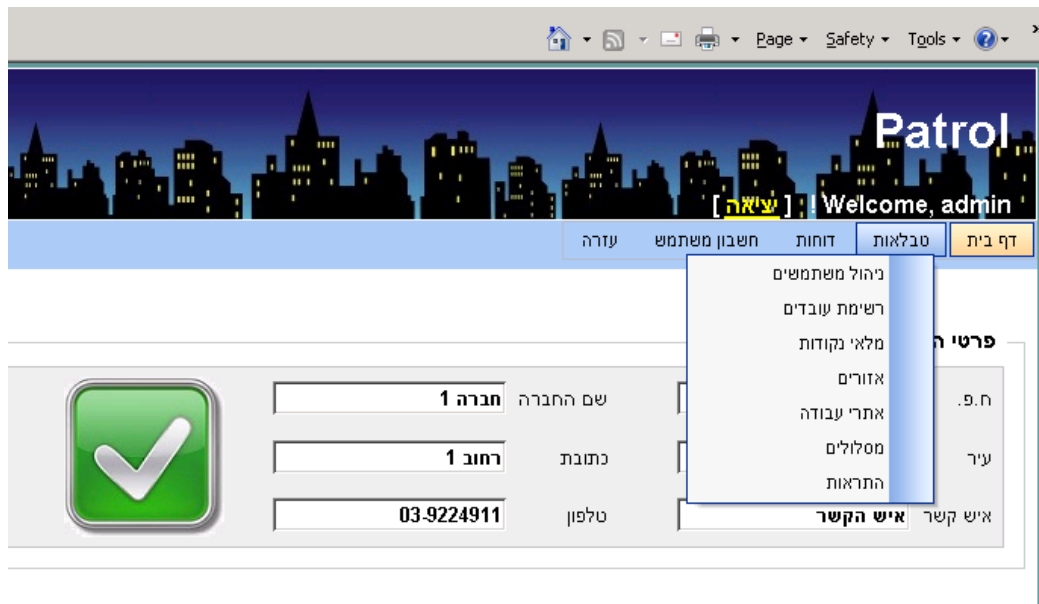 Page Safety Tools
Patrol
Welcome, admin ! [ יציאה ]
דף בית טבלאות דוחות חשבון משתמש עזרה
ניהול משתמשים
רשימת עובדים
מלאי נקודות
אזורים
אתרי עבודה
מסלולים
התראות
פרטי ה
ח.פ. שם החברה חברה 1
עיר כתובת רחוב 1
איש קשר איש הקשר טלפון 03-9224911